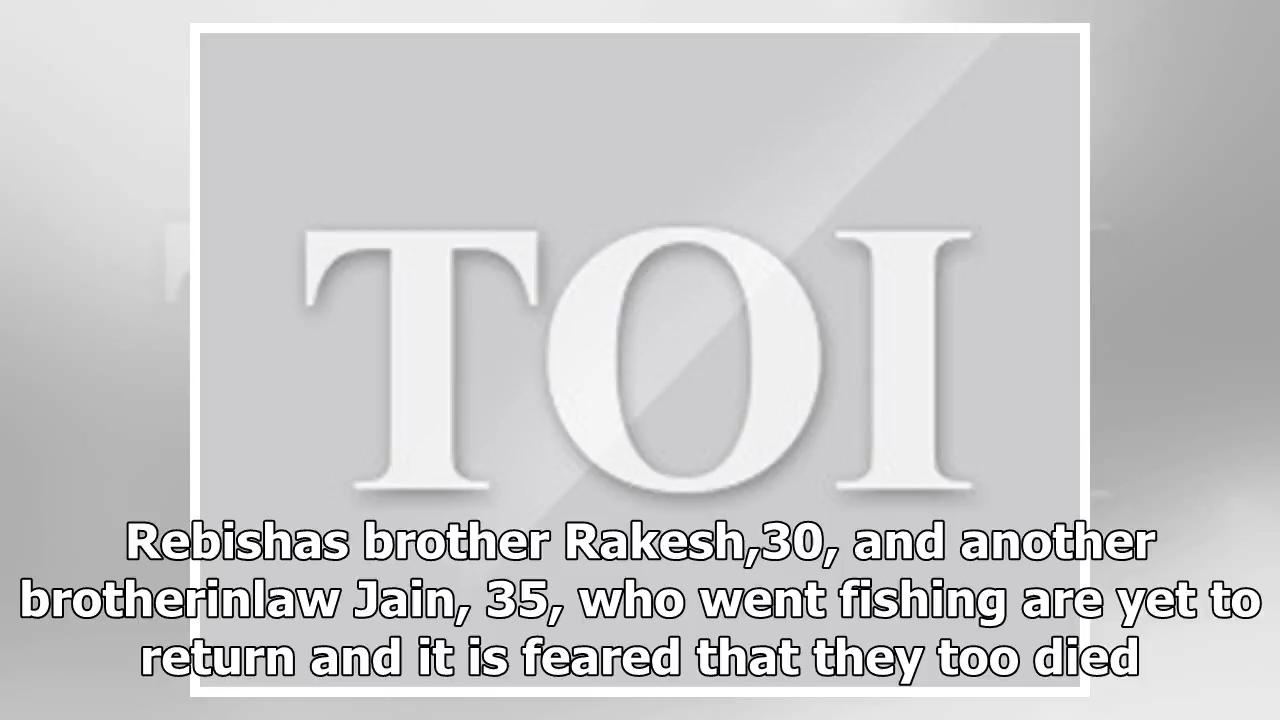 TOI
Rebishas brother Rakesh,30, and another
brotherinlaw Jain, 35, who went fishing are yet to
return and it is feared that they too died